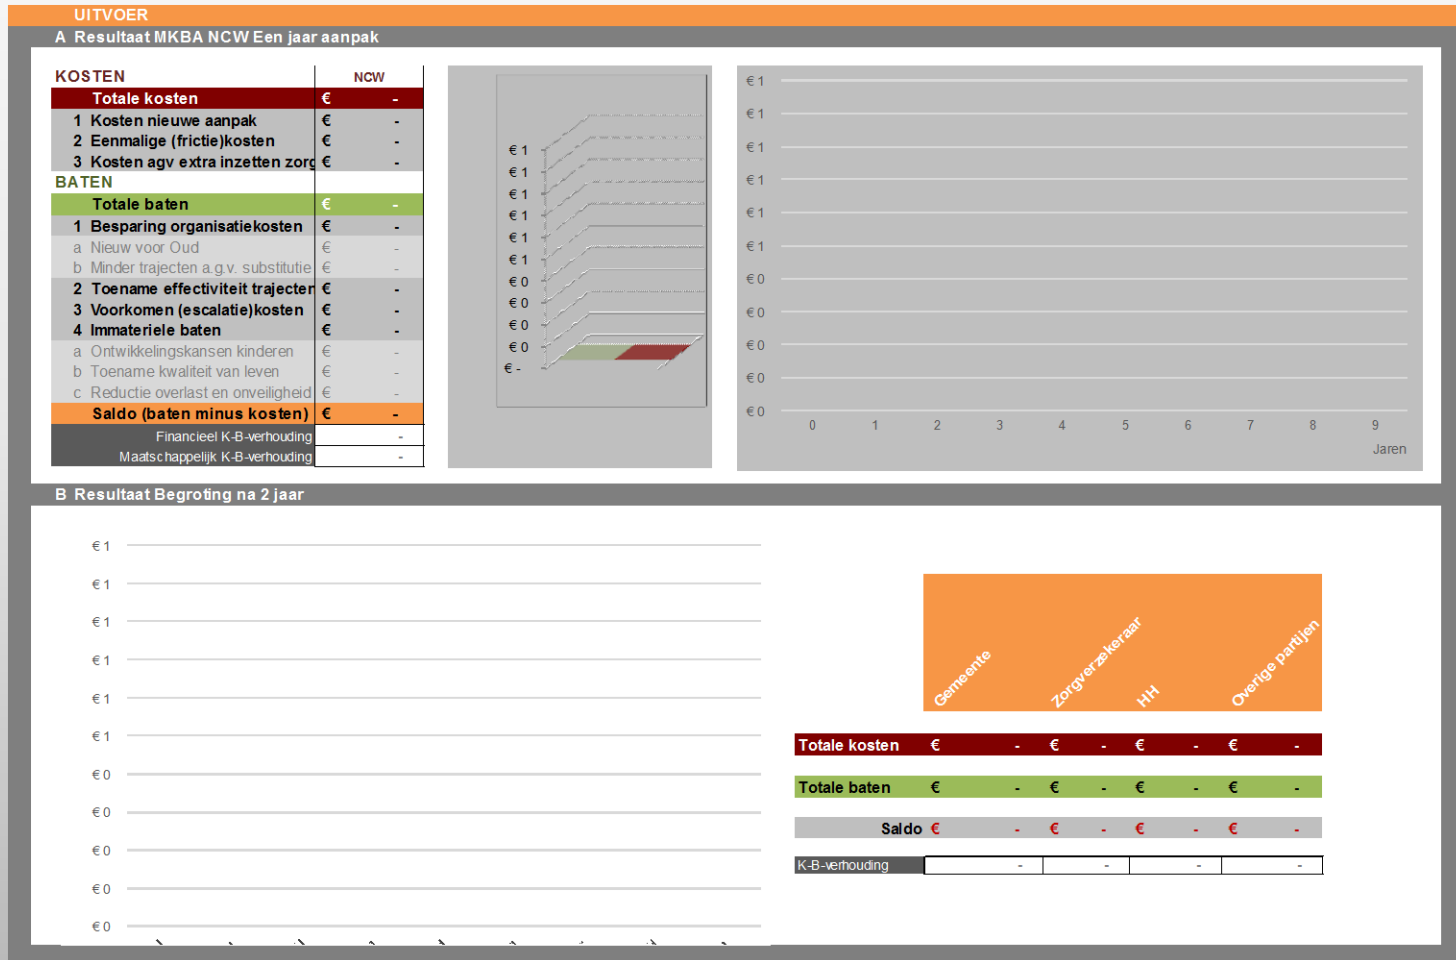 UITVOER
A Resultaat MKBA NCW Een jaar aanpak
KOSTEN NCW
Totale kosten € -
1 Kosten nieuwe aanpak € -
2 Eenmalige (frictie)kosten € -
3 Kosten agv extra inzetten zorg € -
BATEN
Totale baten € -
1 Besparing organisatiekosten € -
a Nieuw voor Oud € -
b Minder trajecten a.g.v. substitutie € -
2 Toename effectiviteit trajecten € -
3 Voorkomen (escalatie)kosten € -
4 Immateriele baten € -
a Ontwikkelingskansen kinderen € -
b Toename kwaliteit van leven € -
c Reductie overlast en onveiligheid € -
Saldo (baten minus kosten) € -
Financieel K-B-verhouding -
Maatschappelijk K-B-verhouding -
€ 1
€ 1
€ 1
€ 1
€ 1
€ 1
€ 0
€ 0
€ 0
€ 0
€ -
€ 1
€ 1
€ 1
€ 1
€ 1
€ 1
€ 0
€ 0
€ 0
€ 0
€ 0
0 1 2 3 4 5 6 7 8 9
Jaren
B Resultaat Begroting na 2 jaar
€ 1
€ 1
€ 1
€ 1
€ 1
€ 1
€ 0
€ 0
€ 0
€ 0
€ 0
Gemeente Zorgverzekeraar HH Overige partijen
Totale kosten € - € - € - € -
Totale baten € - € - € - € -
Saldo € - € - € - € -
K-B-verhouding - - - -